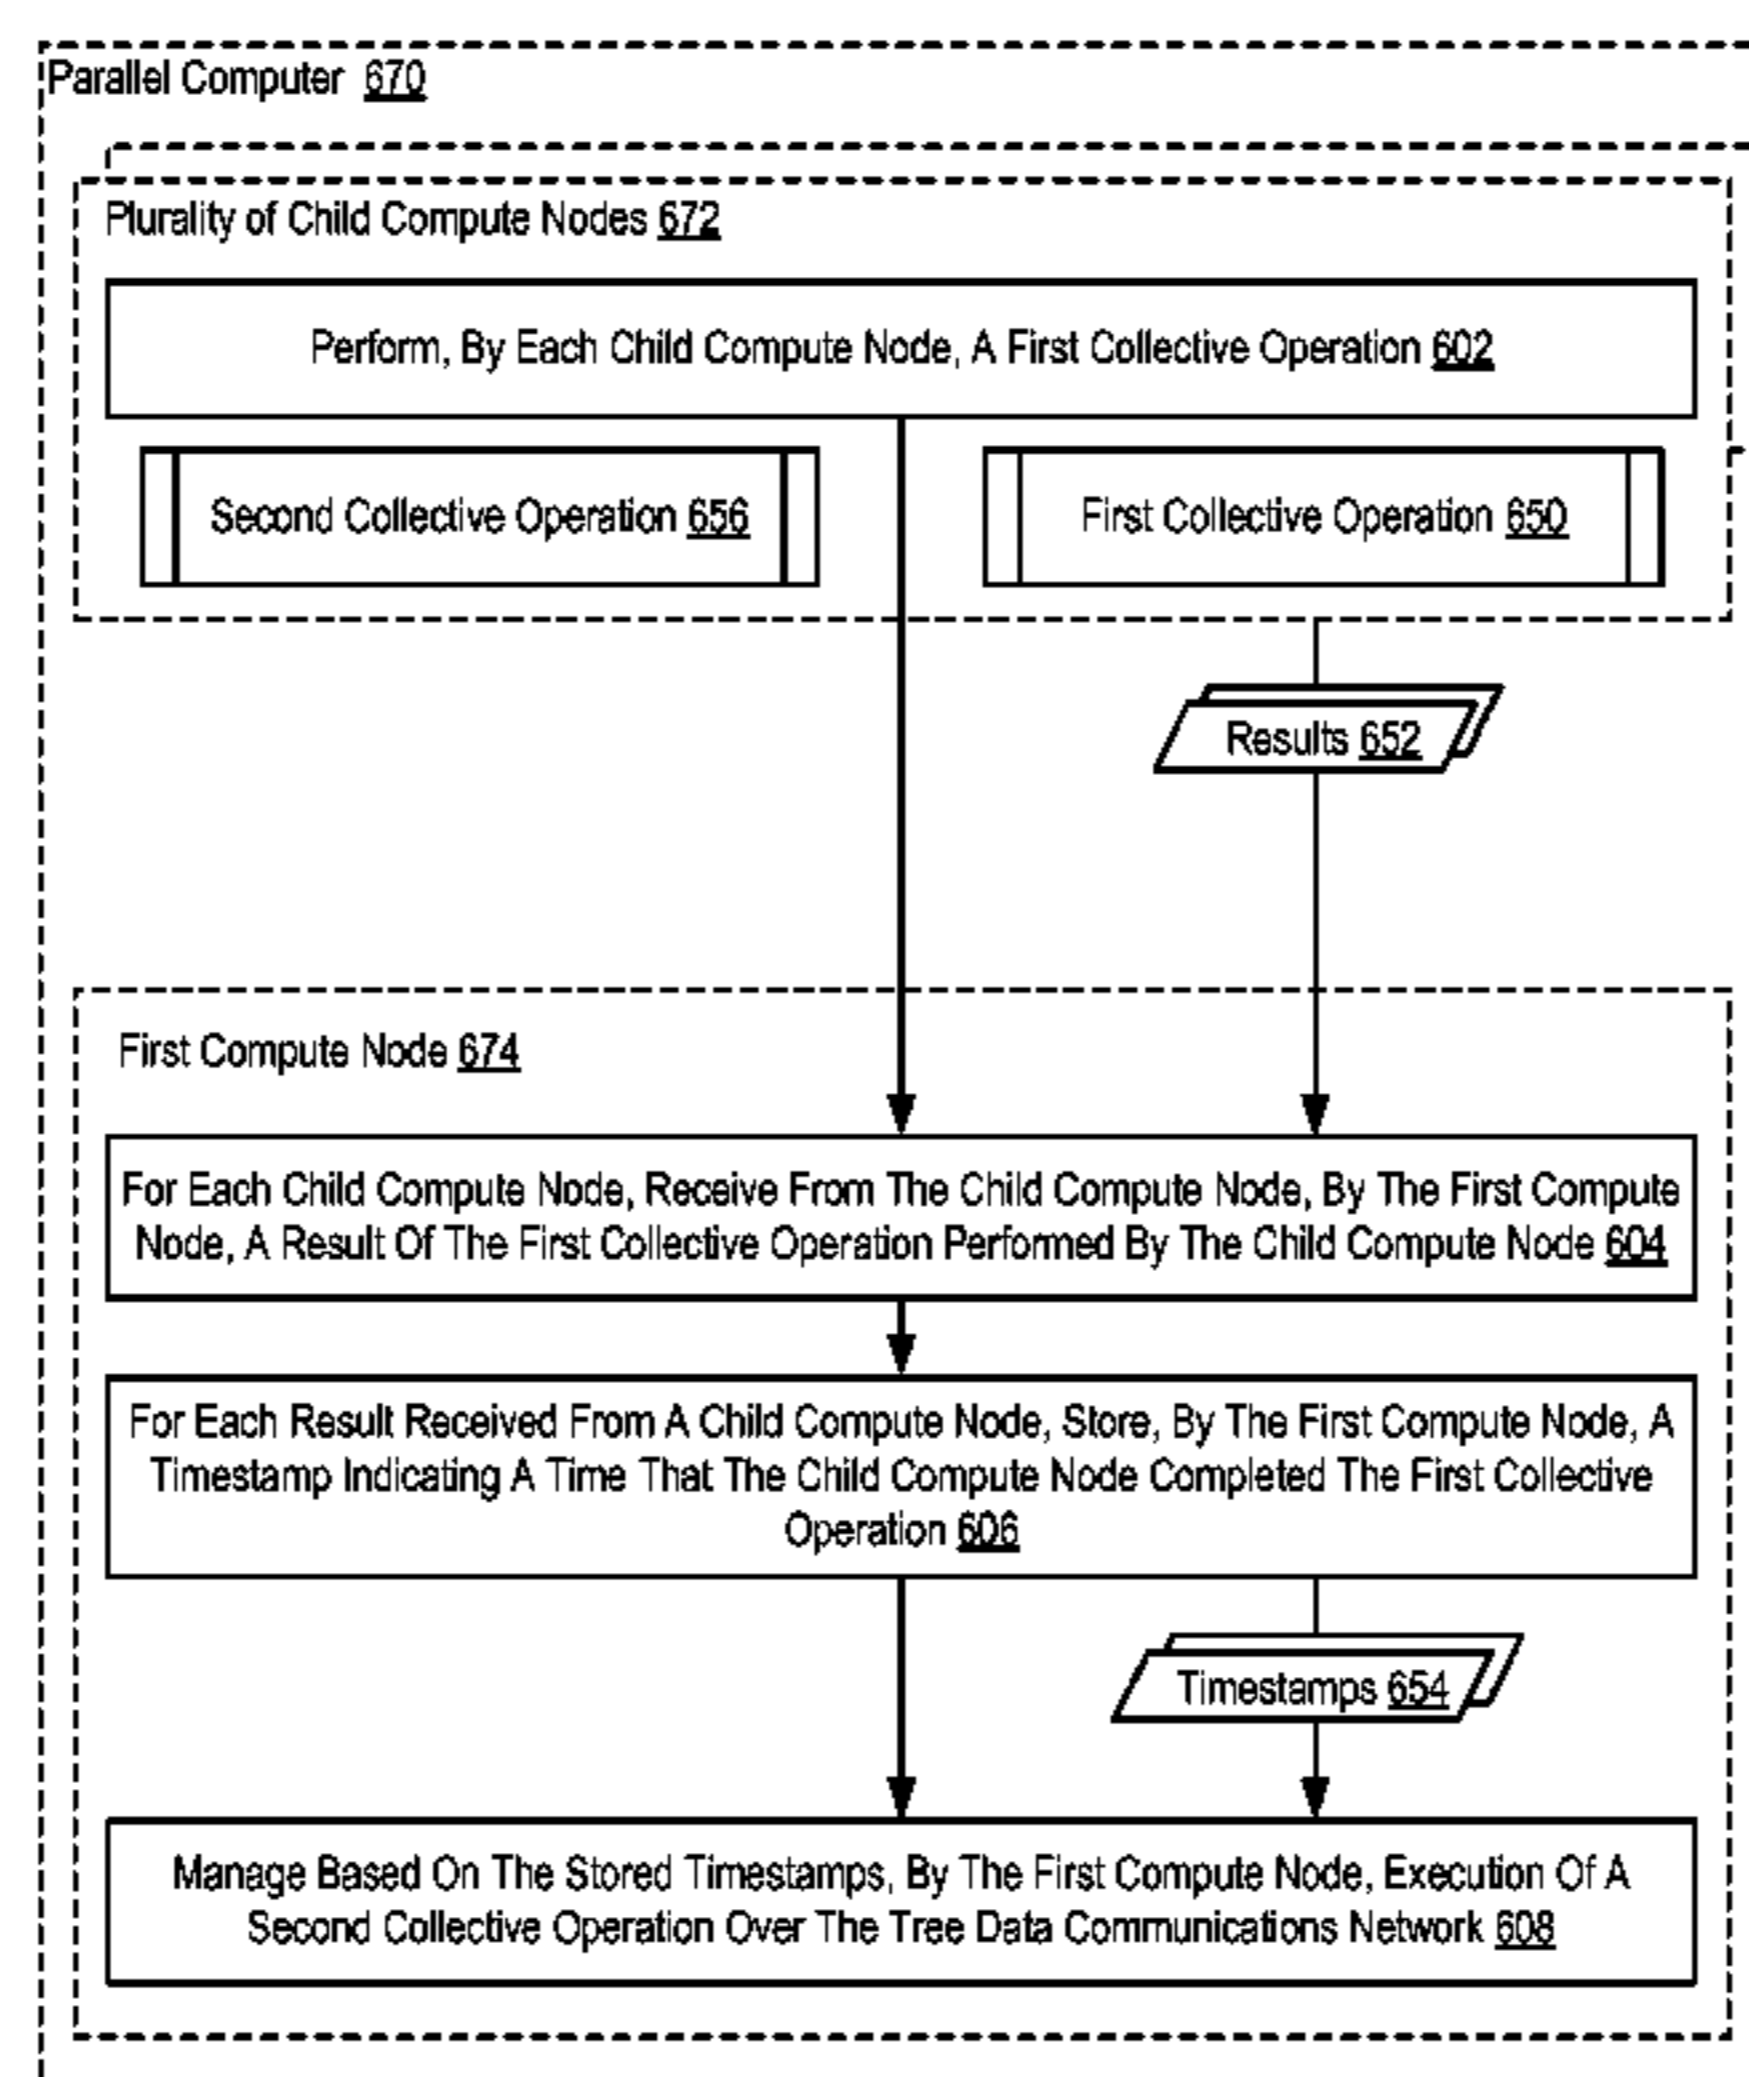 Parallel Computer 670
Plurality of Child Compute Nodes 672
Perform, By Each Child Compute Node, A First Collective Operation 602
Second Collective Operation 656
First Collective Operation 650
Results 652
First Compute Node 674
For Each Child Compute Node, Receive From The Child Compute Node, By The First Compute
Node, A Result Of The First Collective Operation Performed By The Child Compute Node 604
For Each Result Received From A Child Compute Node, Store, By The First Compute Node, A
Timestamp Indicating A Time That The Child Compute Node Completed The First Collective
Operation 606
Timestamps 654
Manage Based On The Stored Timestamps, By The First Compute Node, Execution Of A
Second Collective Operation Over The Tree Data Communications Network 608